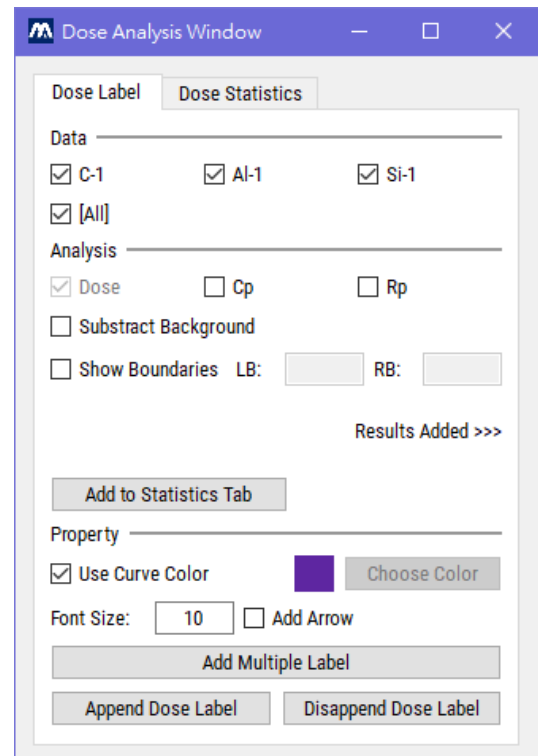 Dose Analysis Window
Dose Label Dose Statistics
Data
C-1 Al-1 Si-1
[All]
Analysis
Dose Cp Rp
Substract Background
Show Boundaries LB: RB:
Results Added >>>
Add to Statistics Tab
Property
Use Curve Color Choose Color
Font Size: 10 Add Arrow
Add Multiple Label
Append Dose Label Disappend Dose Label